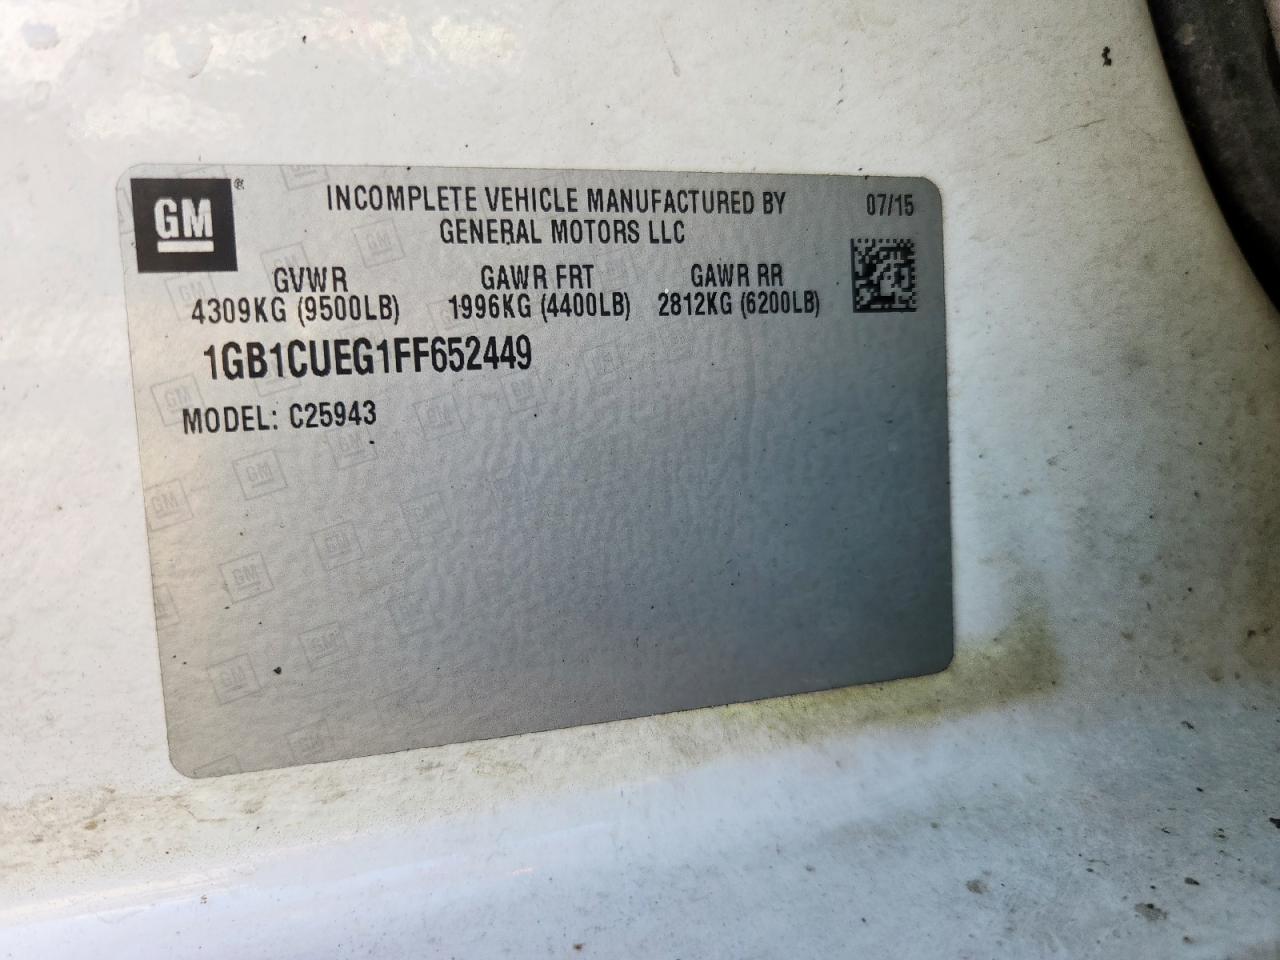 GM®
INCOMPLETE VEHICLE MANUFACTURED BY
07/15
GENERAL MOTORS LLC
GVWR GAWR FRT GAWR RR
4309KG (9500LB) 1996KG (4400LB) 2812KG (6200LB)
1GB1CUEG1FF652449
MODEL: C25943